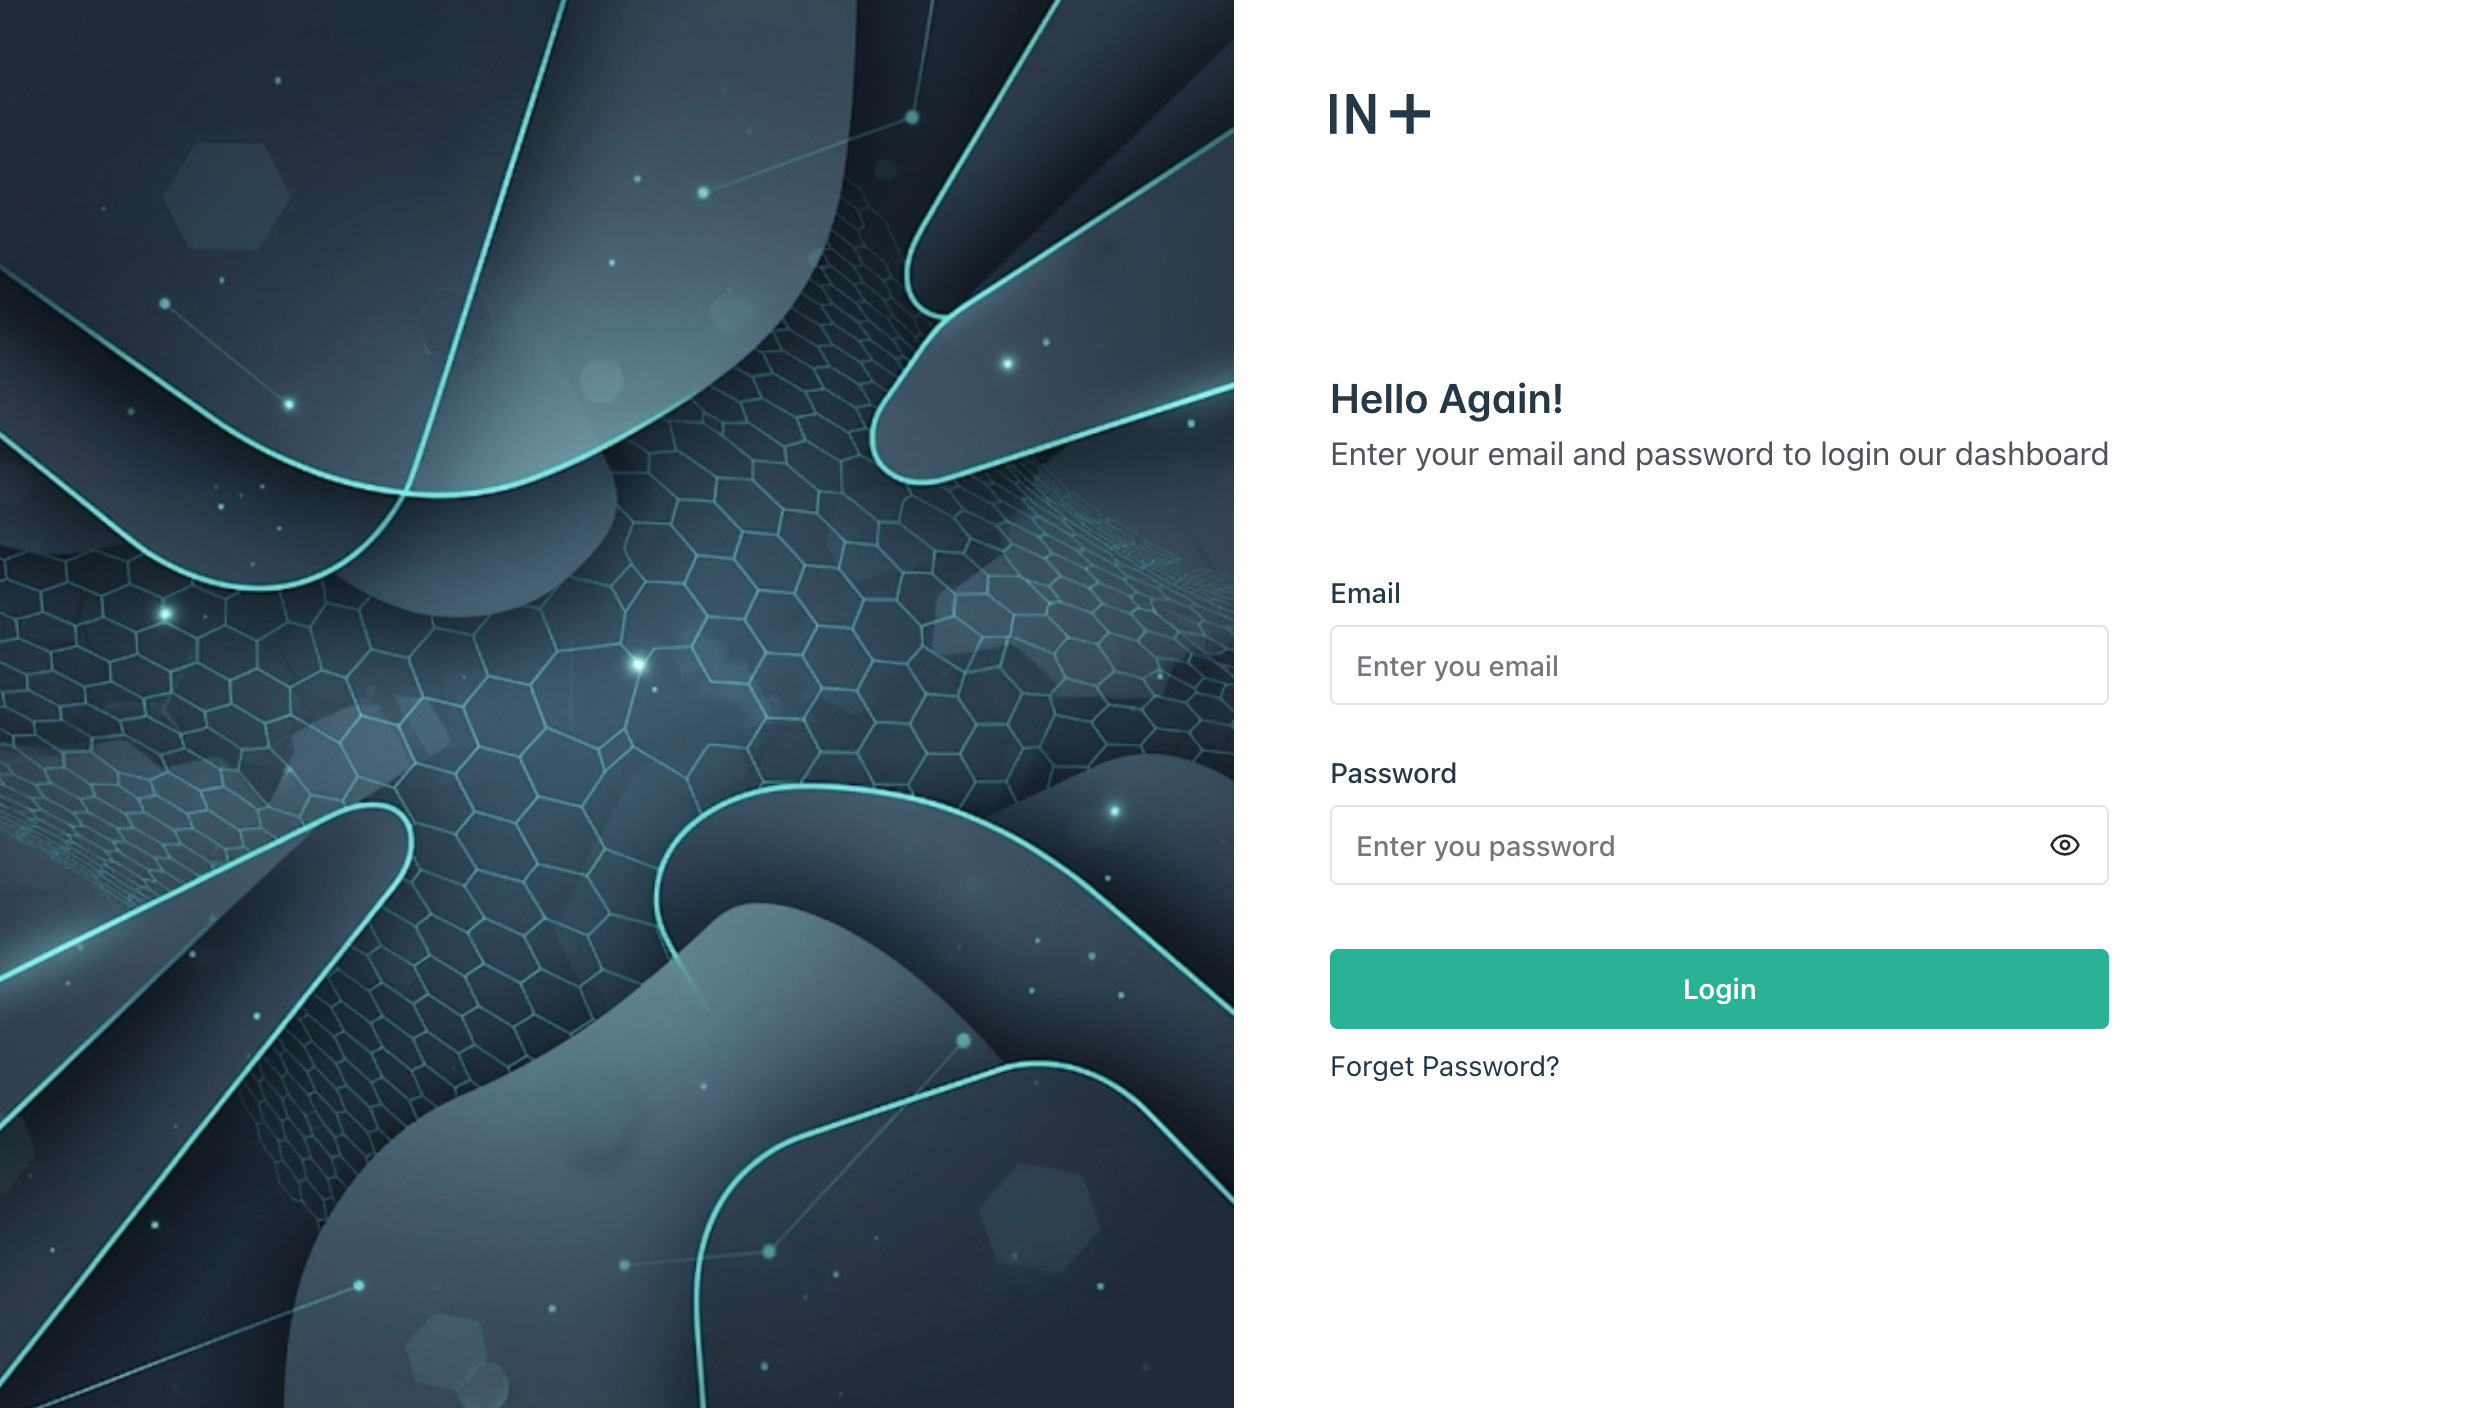 IN+
Hello Again!
Enter your email and password to login our dashboard
Email
Enter you email
Password
Enter you password
Login
Forget Password?